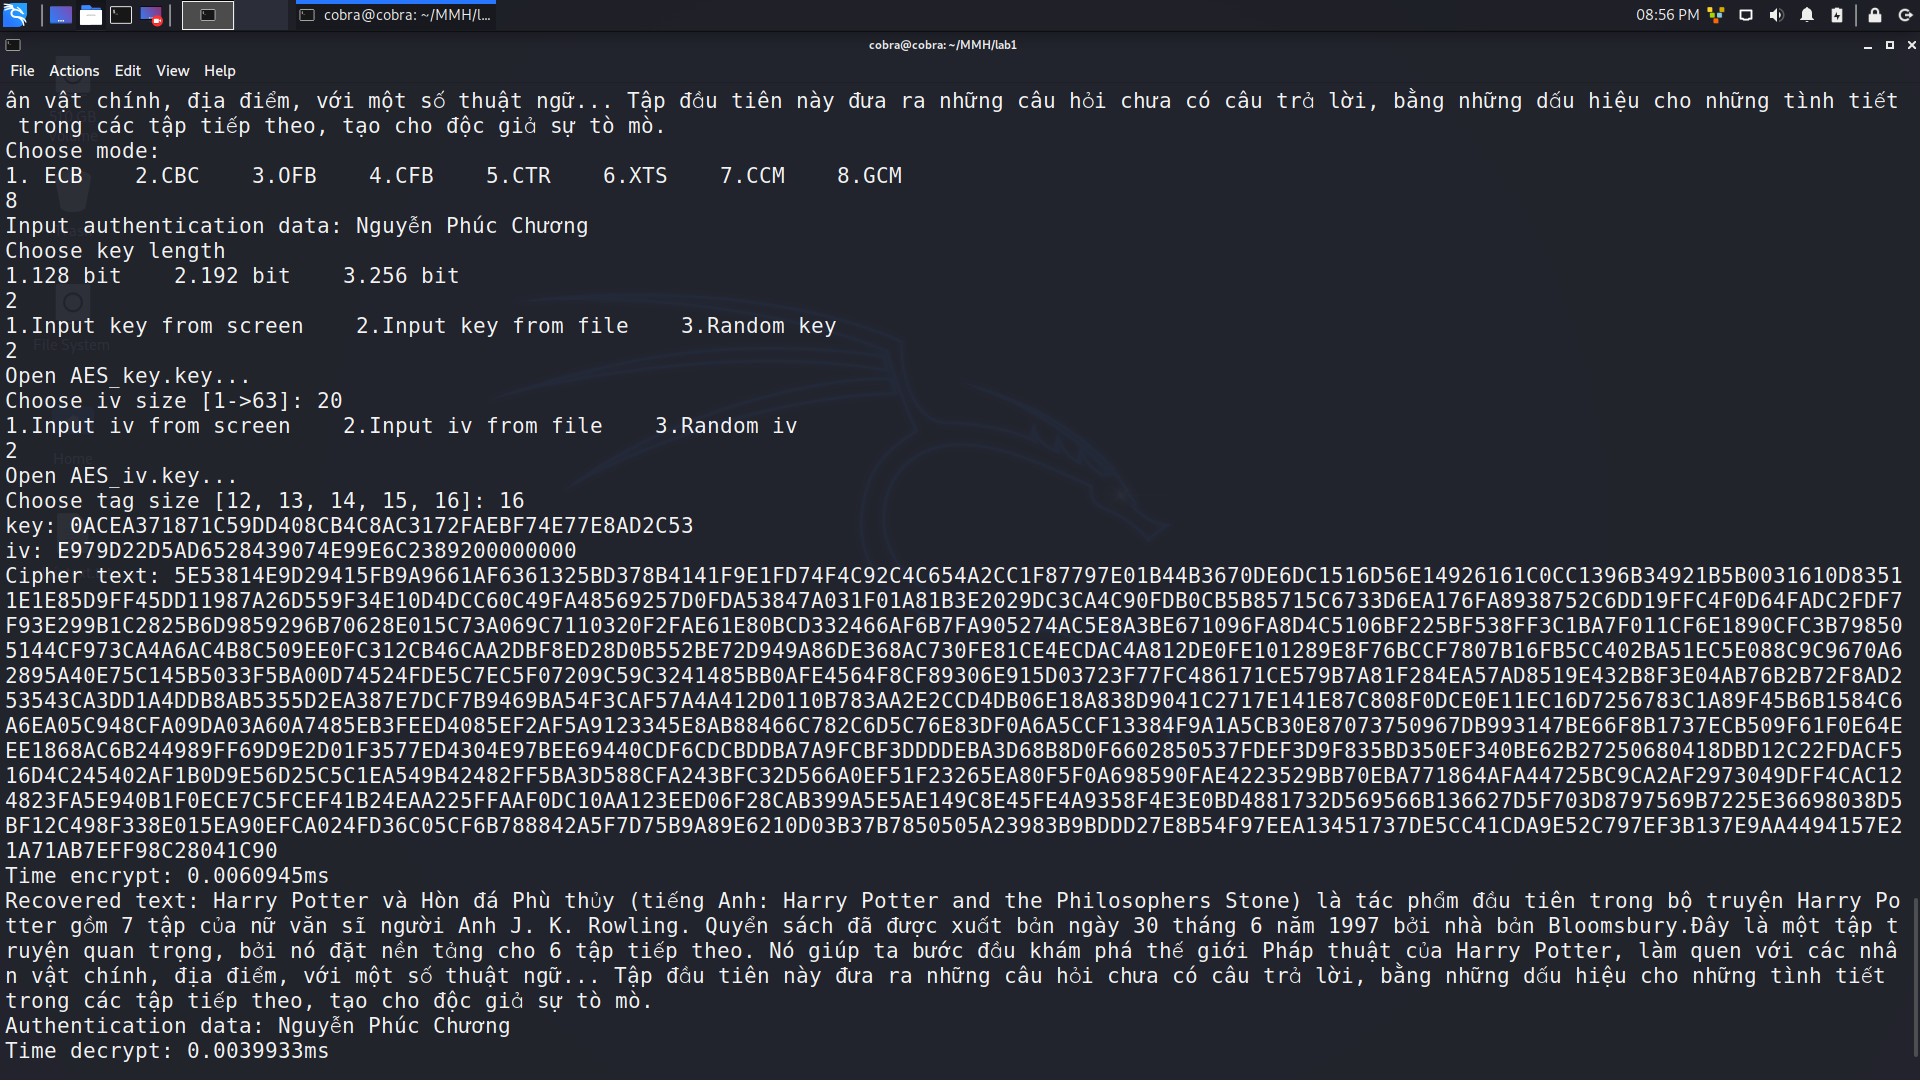 cobra@cobra: ~/MMH/l...
08:56 PM
cobra@cobra: ~/MMH/lab1
File Actions Edit View Help
ân vật chính, địa điểm, với một số thuật ngữ... Tập đầu tiên này đưa ra những câu hỏi chưa có câu trả lời, bằng những dấu hiệu cho những tình tiết
trong các tập tiếp theo, tạo cho độc giả sự tò mò.
Choose mode:
1. ECB    2.CBC    3.OFB    4.CFB    5.CTR    6.XTS    7.CCM    8.GCM
8
Input authentication data: Nguyễn Phúc Chương
Choose key length
1.128 bit    2.192 bit    3.256 bit
2
1.Input key from screen    2.Input key from file    3.Random key
File System
2
Open AES_key.key...
Choose iv size [1->63]: 20
1.Input iv from screen    2.Input iv from file    3.Random iv
2
Home
Open AES_iv.key...
Choose tag size [12, 13, 14, 15, 16]: 16
key: 0ACEA371871C59DD408CB4C8AC3172FAEBF74E77E8AD2C53
iv: E979D22D5AD6528439074E99E6C2389200000000
Cipher text: 5E53814E9D29415FB9A9661AF6361325BD378B4141F9E1FD74F4C92C4C654A2CC1F87797E01B44B3670DE6DC1516D56E14926161C0CC1396B34921B5B0031610D8351
1E1E85D9FF45DD11987A26D559F34E10D4DCC60C49FA48569257D0FDA53847A031F01A81B3E2029DC3CA4C90FDB0CB5B85715C6733D6EA176FA8938752C6DD19FFC4F0D64FADC2FDF7
F93E299B1C2825B6D9859296B70628E015C73A069C7110320F2FAE61E80BCD332466AF6B7FA905274AC5E8A3BE671096FA8D4C5106BF225BF538FF3C1BA7F011CF6E1890CFC3B79850
5144CF973CA4A6AC4B8C509EE0FC312CB46CAA2DBF8ED28D0B552BE72D949A86DE368AC730FE81CE4ECDAC4A812DE0FE101289E8F76BCCF7807B16FB5CC402BA51EC5E088C9C9670A6
2895A40E75C145B5033F5BA00D74524FDE5C7EC5F07209C59C3241485BB0AFE4564F8CF89306E915D03723F77FC486171CE579B7A81F284EA57AD8519E432B8F3E04AB76B2B72F8AD2
53543CA3DD1A4DDB8AB5355D2EA387E7DCF7B9469BA54F3CAF57A4A412D0110B783AA2E2CCD4DB06E18A838D9041C2717E141E87C808F0DCE0E11EC16D7256783C1A89F45B6B1584C6
A6EA05C948CFA09DA03A60A7485EB3FEED4085EF2AF5A9123345E8AB88466C782C6D5C76E83DF0A6A5CCF13384F9A1A5CB30E87073750967DB993147BE66F8B1737ECB509F61F0E64E
EE1868AC6B244989FF69D9E2D01F3577ED4304E97BEE69440CDF6CDCBDDBA7A9FCBF3DDDDEBA3D68B8D0F6602850537FDEF3D9F835BD350EF340BE62B27250680418DBD12C22FDACF5
16D4C245402AF1B0D9E56D25C5C1EA549B42482FF5BA3D588CFA243BFC32D566A0EF51F23265EA80F5F0A698590FAE4223529BB70EBA771864AFA44725BC9CA2AF2973049DFF4CAC12
4823FA5E940B1F0ECE7C5FCEF41B24EAA225FFAAF0DC10AA123EED06F28CAB399A5E5AE149C8E45FE4A9358F4E3E0BD4881732D569566B136627D5F703D8797569B7225E36698038D5
BF12C498F338E015EA90EFCA024FD36C05CF6B788842A5F7D75B9A89E6210D03B37B7850505A23983B9BDDD27E8B54F97EEA13451737DE5CC41CDA9E52C797EF3B137E9AA4494157E2
1A71AB7EFF98C28041C90
Time encrypt: 0.0060945ms
Recovered text: Harry Potter và Hòn đá Phù thủy (tiếng Anh: Harry Potter and the Philosophers Stone) là tác phẩm đầu tiên trong bộ truyện Harry Po
tter gồm 7 tập của nữ văn sĩ người Anh J. K. Rowling. Quyển sách đã được xuất bản ngày 30 tháng 6 năm 1997 bởi nhà bản Bloomsbury.Đây là một tập t
ruyện quan trọng, bởi nó đặt nền tảng cho 6 tập tiếp theo. Nó giúp ta bước đầu khám phá thế giới Pháp thuật của Harry Potter, làm quen với các nhâ
n vật chính, địa điểm, với một số thuật ngữ... Tập đầu tiên này đưa ra những câu hỏi chưa có câu trả lời, bằng những dấu hiệu cho những tình tiết
trong các tập tiếp theo, tạo cho độc giả sự tò mò.
Authentication data: Nguyễn Phúc Chương
Time decrypt: 0.0039933ms